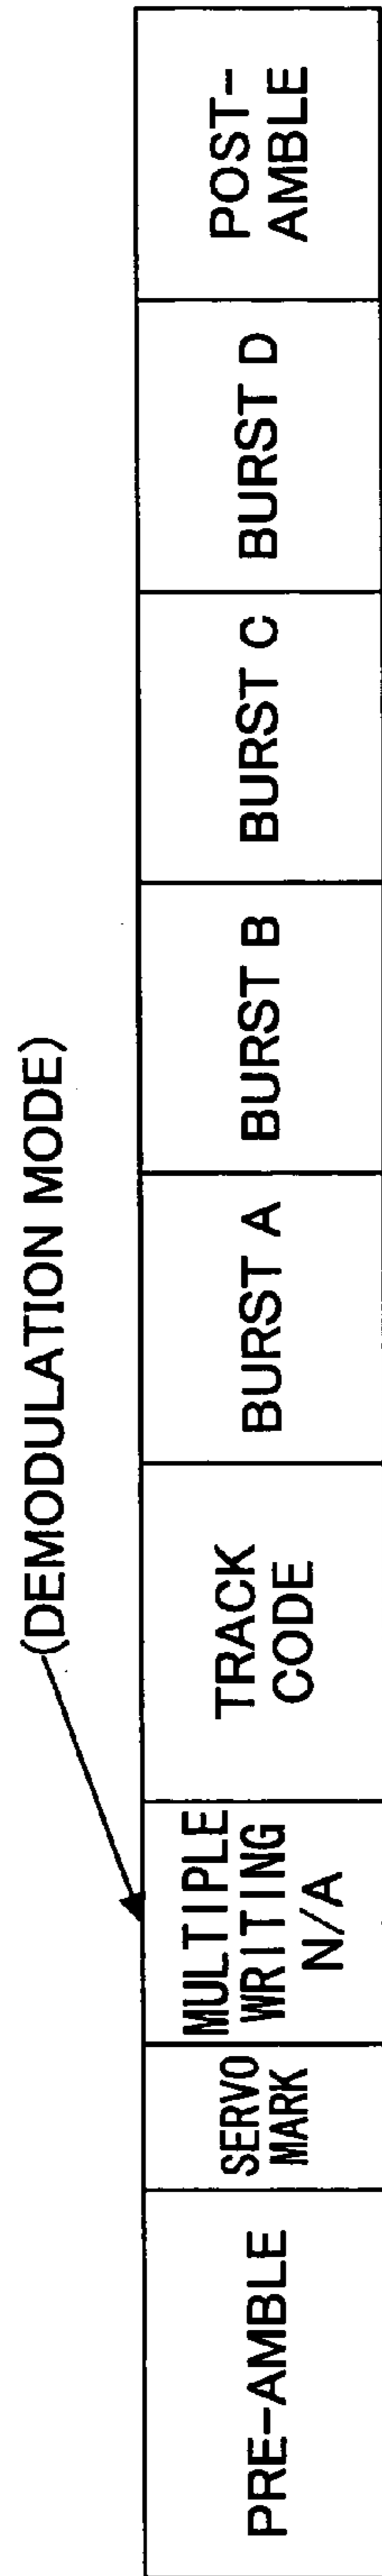 (DEMODULATION MODE)
PRE-AMBLE
SERVO
MARK
MULTIPLE
WRITING
N/A
TRACK
CODE
BURST A
BURST B
BURST C
BURST D
POST-
AMBLE